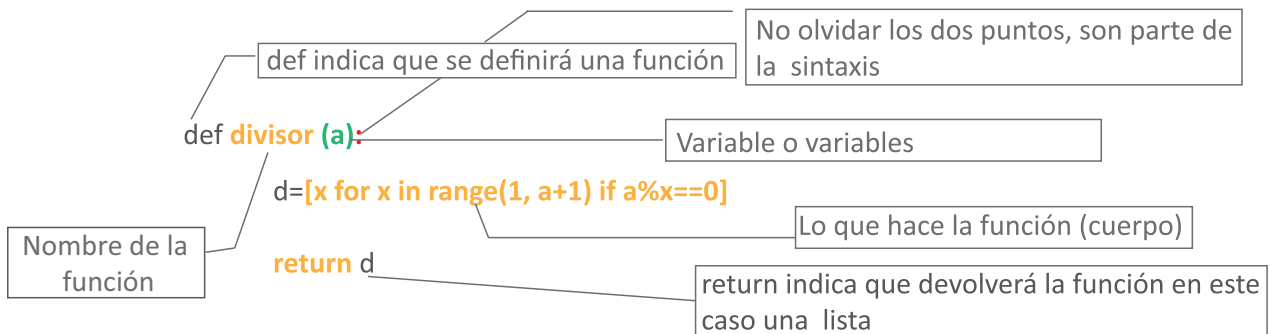 No olvidar los dos puntos, son parte de
la sintaxis
def indica que se definirá una función
def divisor (a):
Variable o variables
d=[x for x in range(1, a+1) if a%x==0]
Lo que hace la función (cuerpo)
Nombre de la
función
return d
return indica que devolverá la función en este
caso una lista